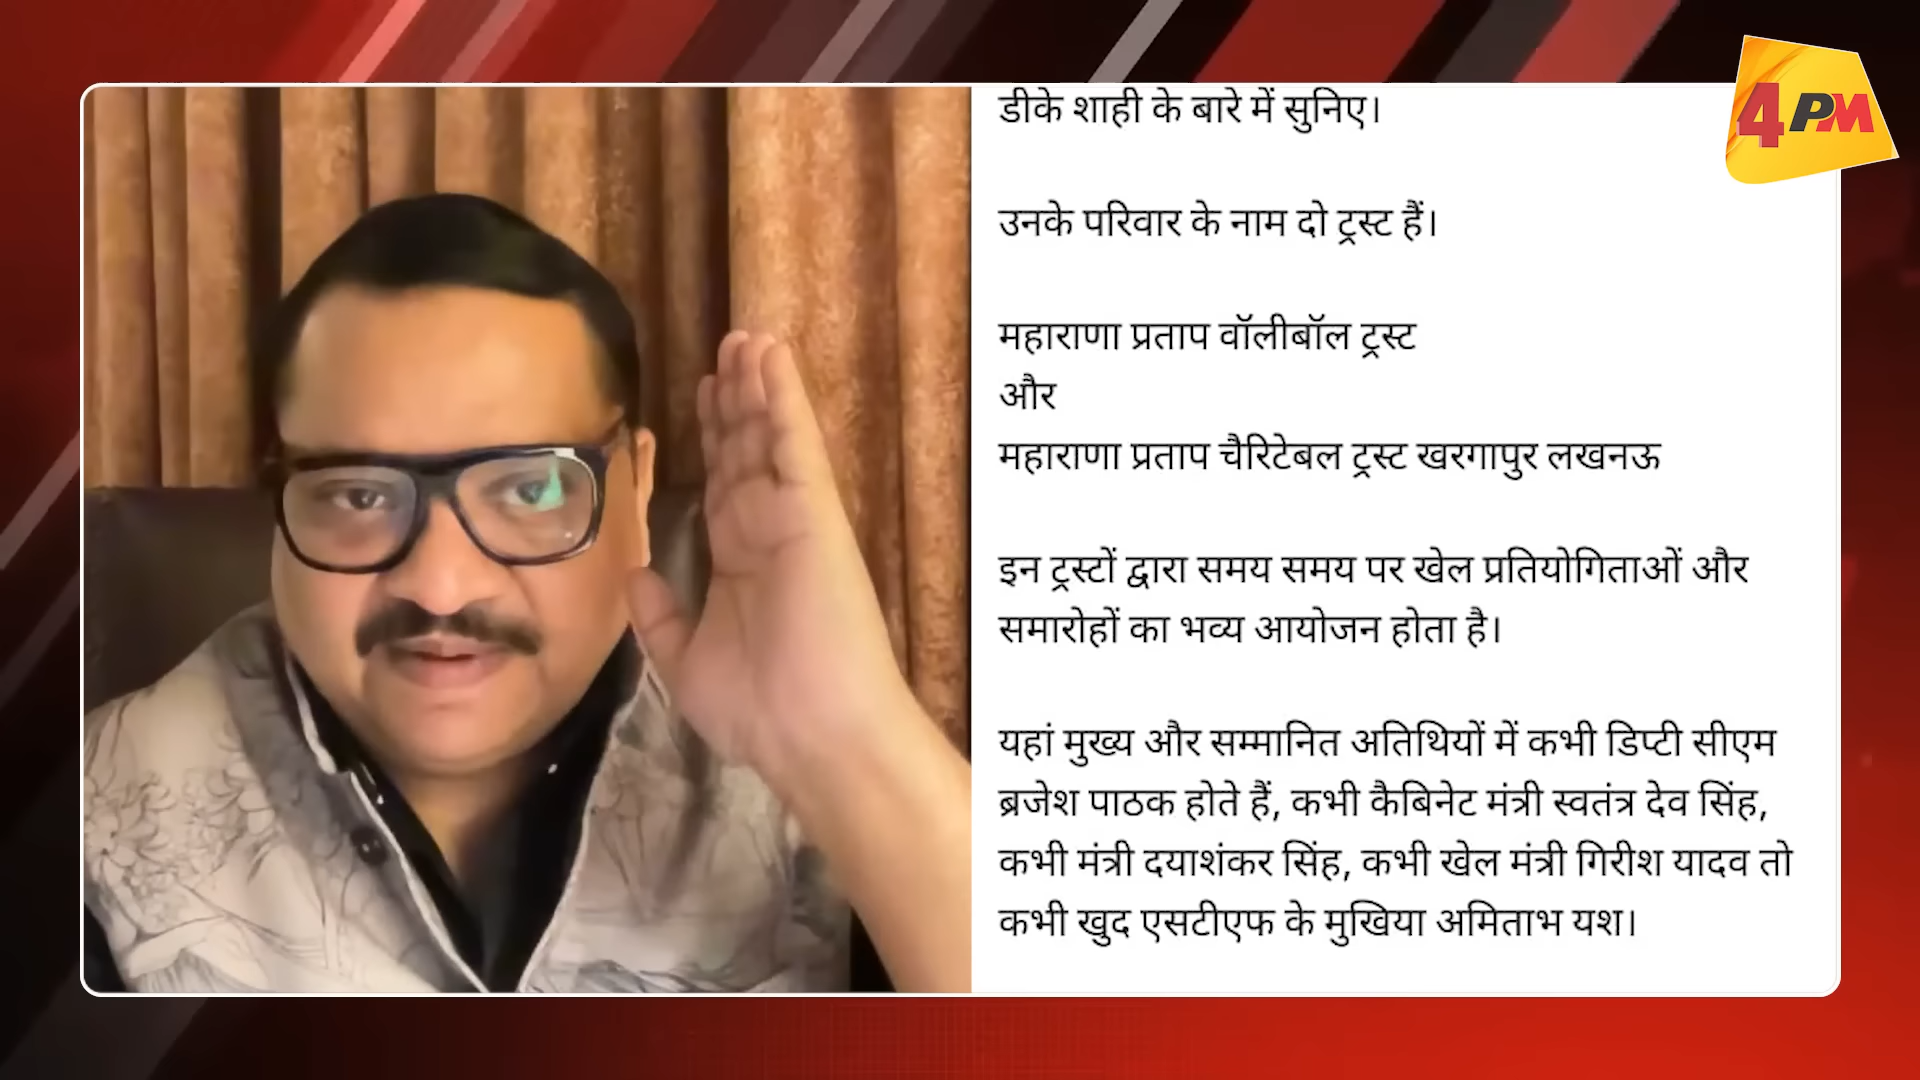 4PM
डीके शाही के बारे में सुनिए।
उनके परिवार के नाम दो ट्रस्ट हैं।
महाराणा प्रताप वॉलीबॉल ट्रस्ट
और
महाराणा प्रताप चैरिटेबल ट्रस्ट खरगापुर लखनऊ
इन ट्रस्टों द्वारा समय समय पर खेल प्रतियोगिताओं और
समारोहों का भव्य आयोजन होता है।
यहां मुख्य और सम्मानित अतिथियों में कभी डिप्टी सीएम
ब्रजेश पाठक होते हैं, कभी कैबिनेट मंत्री स्वतंत्र देव सिंह,
कभी मंत्री दयाशंकर सिंह, कभी खेल मंत्री गिरीश यादव तो
कभी खुद एसटीएफ के मुखिया अमिताभ यश।